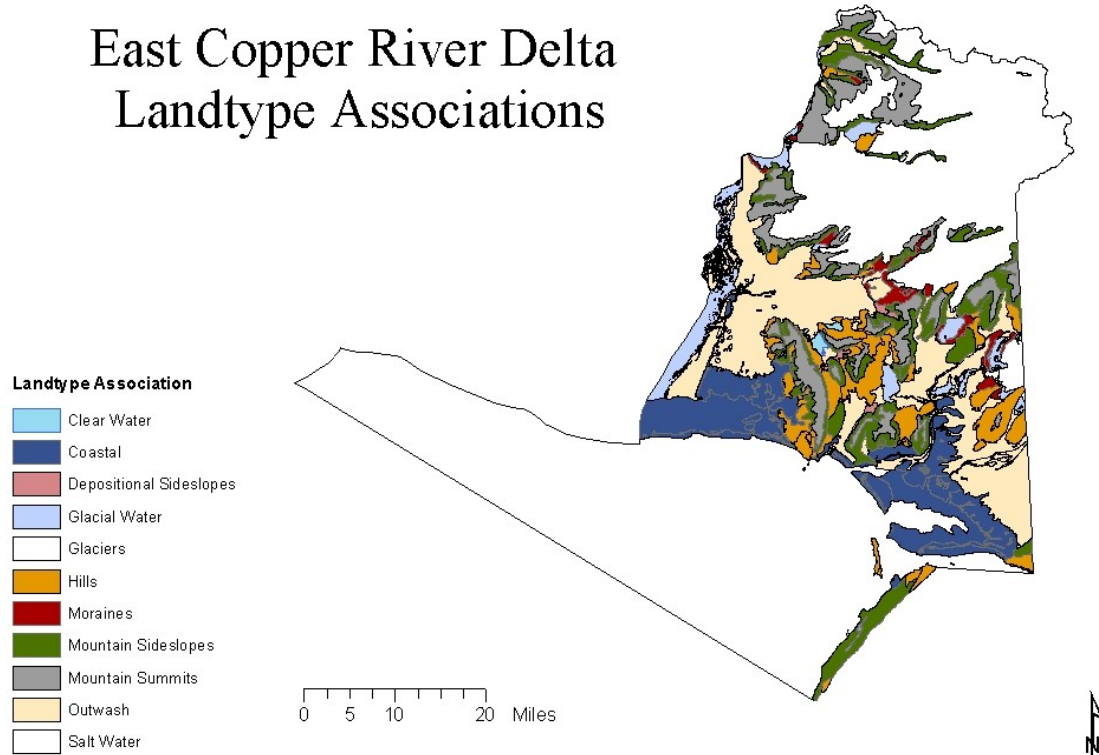 East Copper River Delta
Landtype Associations
Landtype Association
Clear Water
Coastal
Depositional Sideslopes
Glacial Water
Glaciers
Hills
Moraines
Mountain Sideslopes
Mountain Summits
Outwash
Salt Water
0 5 10 20 Miles
N